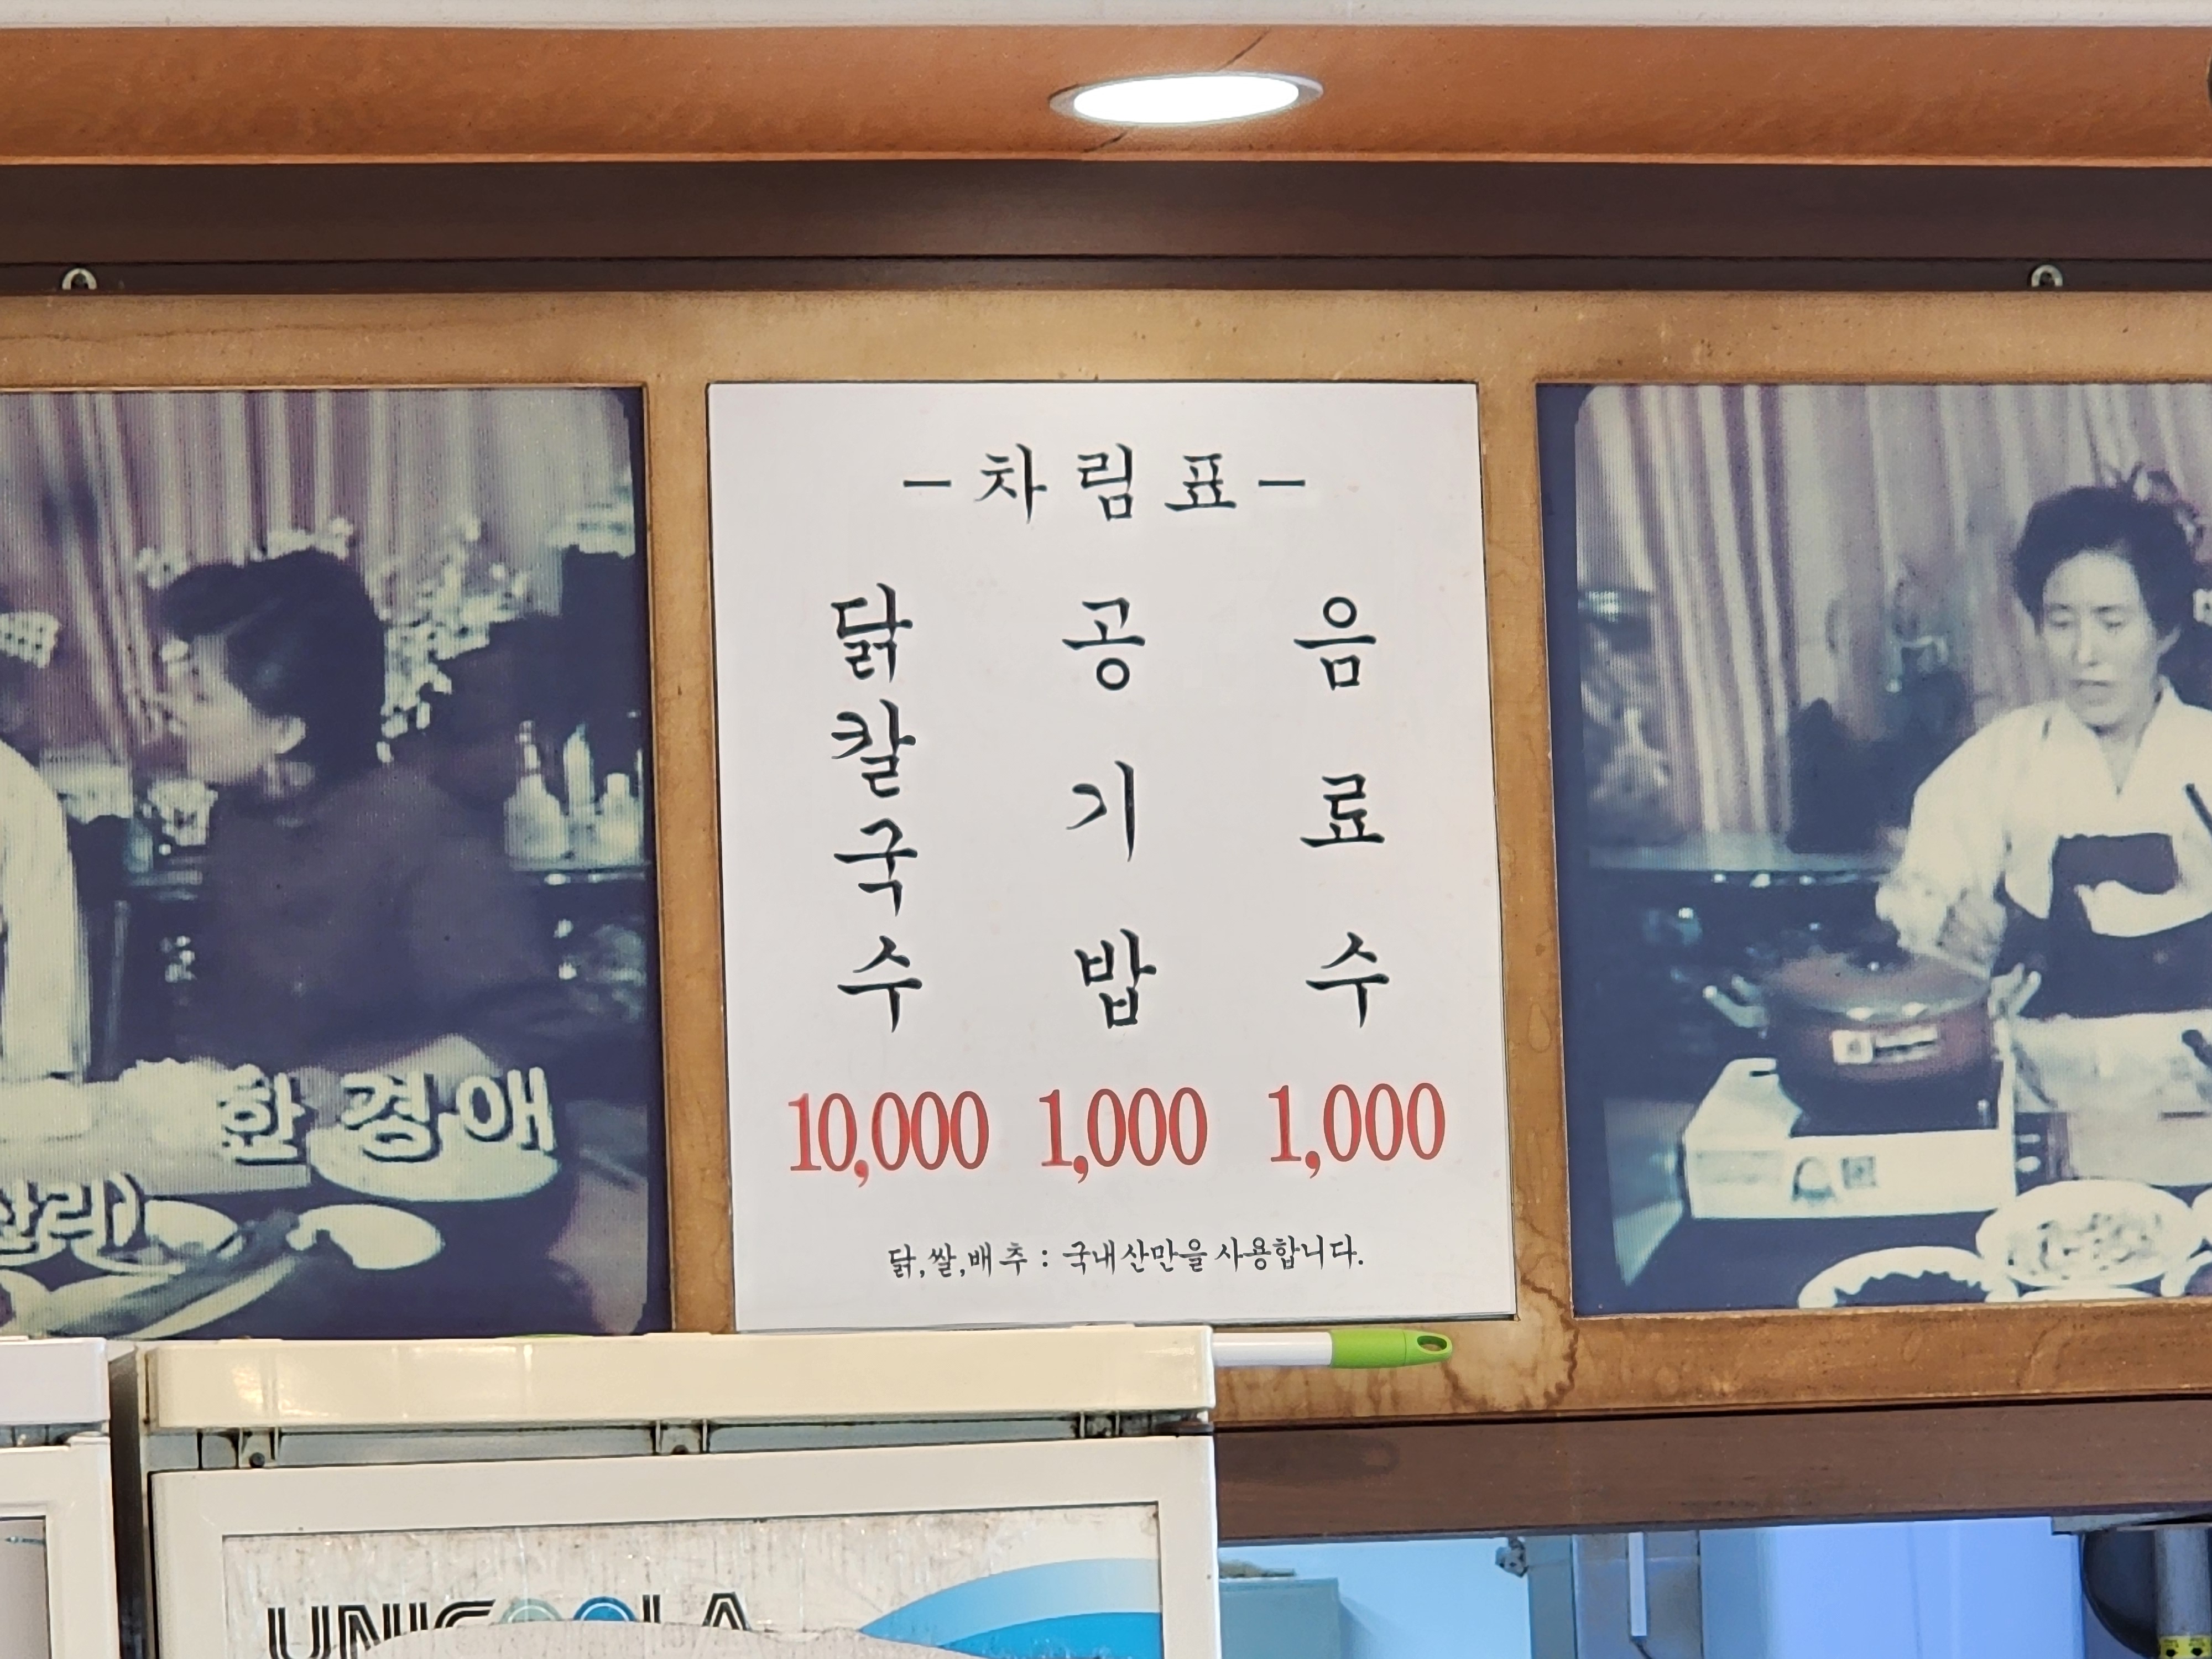 - 차림표 -
닭칼국수
공기밥
음료수
10,000 1,000 1,000
닭,쌀,배추 : 국내산만을 사용합니다.
한경애